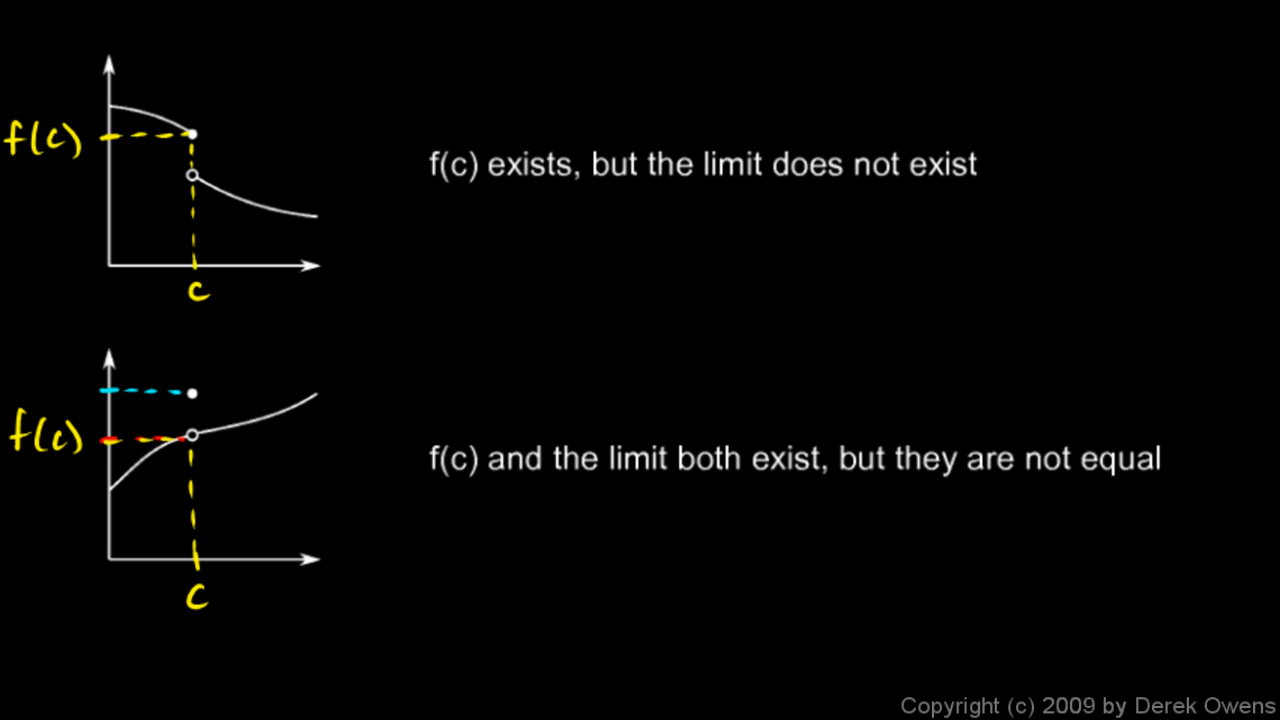 f(c)
f(c) exists, but the limit does not exist
c
f(c)
f(c) and the limit both exist, but they are not equal
c
Copyright (c) 2009 by Derek Owens